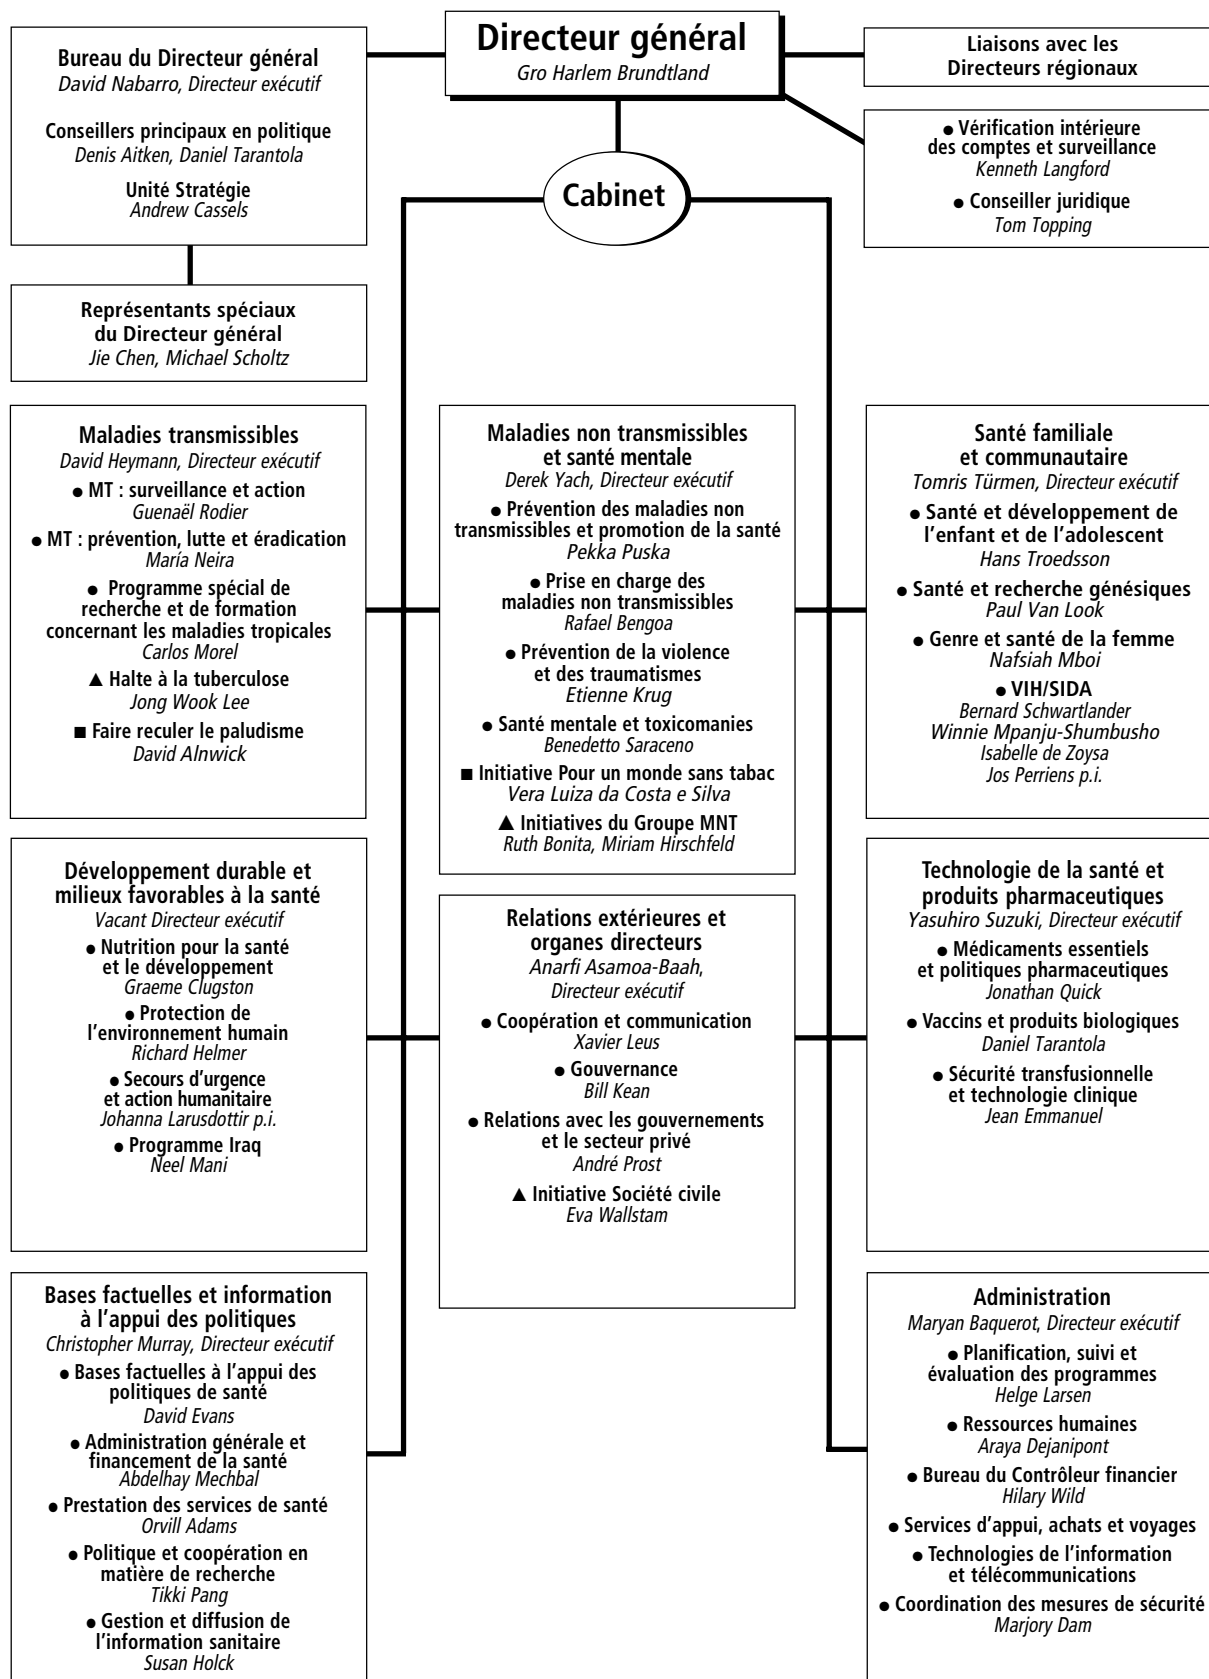 Directeur général
Gro Harlem Brundtland
Bureau du Directeur général
David Nabarro, Directeur exécutif
Conseillers principaux en politique
Denis Aitken, Daniel Tarantola
Unité Stratégie
Andrew Cassels
Liaisons avec les
Directeurs régionaux
● Vérification intérieure
des comptes et surveillance
Kenneth Langford
● Conseiller juridique
Tom Topping
Cabinet
Représentants spéciaux
du Directeur général
Jie Chen, Michael Scholtz
Maladies transmissibles
David Heymann, Directeur exécutif
● MT : surveillance et action
Guenaël Rodier
● MT : prévention, lutte et éradication
María Neira
● Programme spécial de
recherche et de formation
concernant les maladies tropicales
Carlos Morel
▲ Halte à la tuberculose
Jong Wook Lee
■ Faire reculer le paludisme
David Alnwick
Maladies non transmissibles
et santé mentale
Derek Yach, Directeur exécutif
● Prévention des maladies non
transmissibles et promotion de la santé
Pekka Puska
● Prise en charge des
maladies non transmissibles
Rafael Bengoa
● Prévention de la violence
et des traumatismes
Etienne Krug
● Santé mentale et toxicomanies
Benedetto Saraceno
■ Initiative Pour un monde sans tabac
Vera Luiza da Costa e Silva
▲ Initiatives du Groupe MNT
Ruth Bonita, Miriam Hirschfeld
Santé familiale
et communautaire
Tomris Türmen, Directeur exécutif
● Santé et développement de
l'enfant et de l'adolescent
Hans Troedsson
● Santé et recherche génésiques
Paul Van Look
● Genre et santé de la femme
Nafsiah Mboi
● VIH/SIDA
Bernard Schwartlander
Winnie Mpanju-Shumbusho
Isabelle de Zoysa
Jos Perriens p.i.
Développement durable et
milieux favorables à la santé
Vacant Directeur exécutif
● Nutrition pour la santé
et le développement
Graeme Clugston
● Protection de
l'environnement humain
Richard Helmer
● Secours d'urgence
et action humanitaire
Johanna Larusdottir p.i.
● Programme Iraq
Neel Mani
Relations extérieures et
organes directeurs
Anarfi Asamoa-Baah,
Directeur exécutif
● Coopération et communication
Xavier Leus
● Gouvernance
Bill Kean
● Relations avec les gouvernements
et le secteur privé
André Prost
▲ Initiative Société civile
Eva Wallstam
Technologie de la santé et
produits pharmaceutiques
Yasuhiro Suzuki, Directeur exécutif
● Médicaments essentiels
et politiques pharmaceutiques
Jonathan Quick
● Vaccins et produits biologiques
Daniel Tarantola
● Sécurité transfusionnelle
et technologie clinique
Jean Emmanuel
Bases factuelles et information
à l'appui des politiques
Christopher Murray, Directeur exécutif
● Bases factuelles à l'appui des
politiques de santé
David Evans
● Administration générale et
financement de la santé
Abdelhay Mechbal
● Prestation des services de santé
Orvill Adams
● Politique et coopération en
matière de recherche
Tikki Pang
● Gestion et diffusion de
l'information sanitaire
Susan Holck
Administration
Maryan Baquerot, Directeur exécutif
● Planification, suivi et
évaluation des programmes
Helge Larsen
● Ressources humaines
Araya Dejanipont
● Bureau du Contrôleur financier
Hilary Wild
● Services d'appui, achats et voyages
● Technologies de l'information
et télécommunications
● Coordination des mesures de sécurité
Marjory Dam